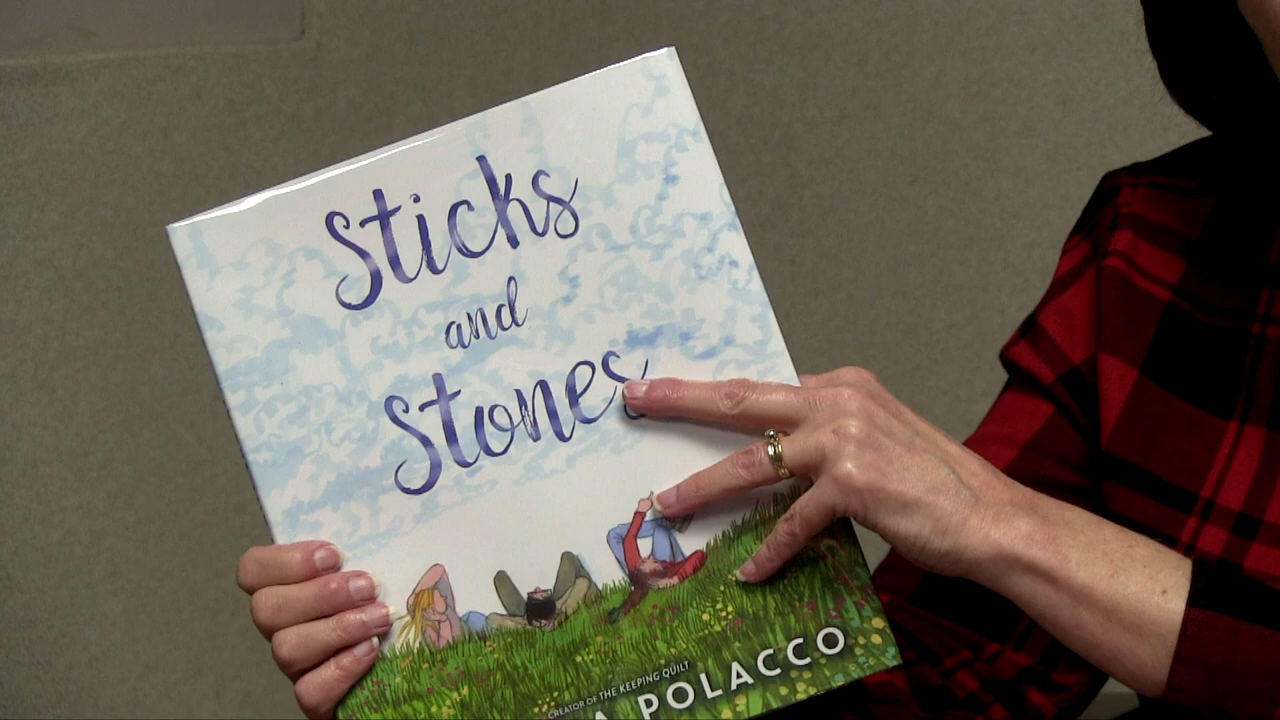 Sticks
and
Stones
CREATOR OF THE KEEPING QUILT
A POLACCO